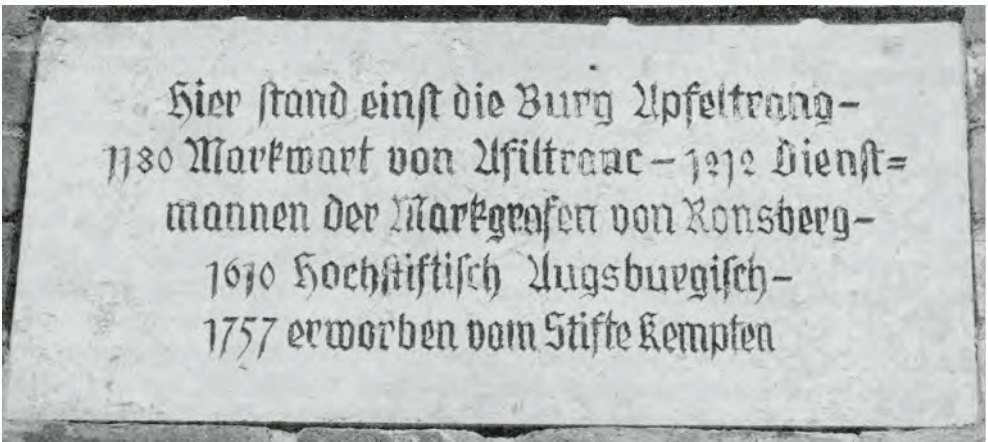 Hier stand einst die Burg Apfeltrang-
1180 Markwart von Afiltranc - 1212 Dienst=
mannen der Markgrafen von Ronsberg-
1610 Hochstiftisch Augsburgisch-
1757 erworben vom Stifte Kempten